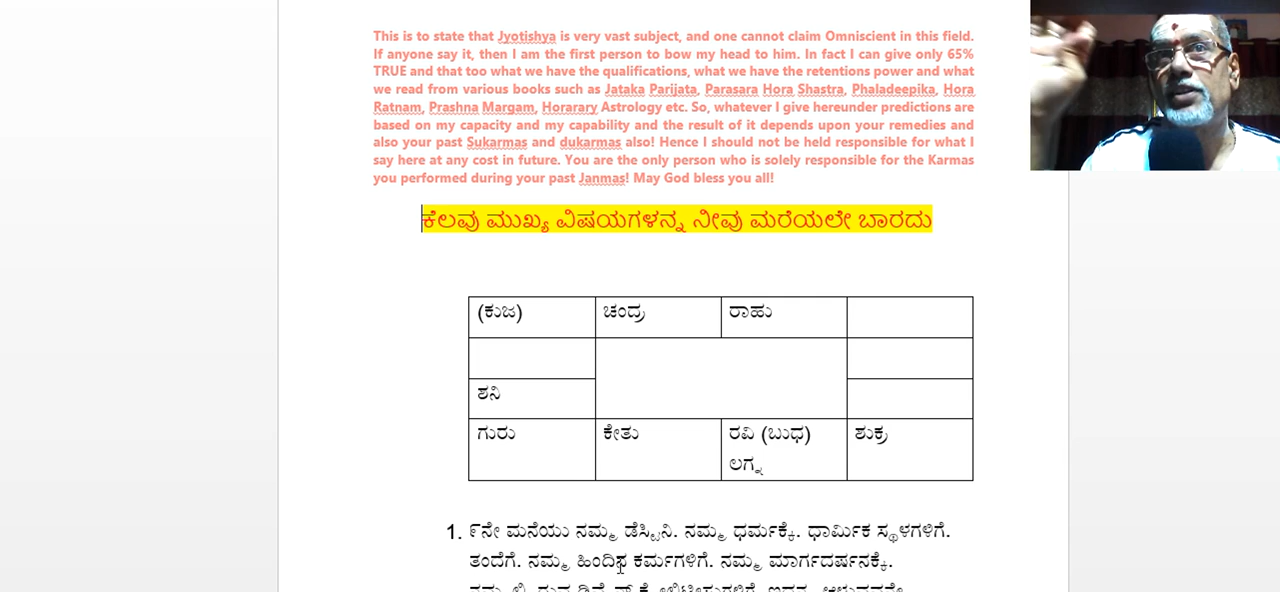 This is to state that Jyotishya is very vast subject, and one cannot claim Omniscient in this field.
If anyone say it, then I am the first person to bow my head to him. In fact I can give only 65%
TRUE and that too what we have the qualifications, what we have the retentions power and what
we read from various books such as Jataka Parijata, Parasara Hora Shastra, Phaladeepika, Hora
Ratnam, Prashna Margam, Horarary Astrology etc. So, whatever I give hereunder predictions are
based on my capacity and my capability and the result of it depends upon your remedies and
also your past Sukarmas and dukarmas also! Hence I should not be held responsible for what I
say here at any cost in future. You are the only person who is solely responsible for the Karmas
you performed during your past Janmas! May God bless you all!
ಕೆಲವು ಮುಖ್ಯ ವಿಷಯಗಳನ್ನ ನೀವು ಮರೆಯಲೇ ಬಾರದು
(ಕುಜ) ಚಂದ್ರ ರಾಹು
ಶನಿ
ಗುರು ಕೇತು ರವಿ (ಬುಧ) ಶುಕ್ರ
ಲಗ್ನ
1. ೯ನೇ ಮನೆಯು ನಮ್ಮ ಡೆಸ್ಟಿನಿ. ನಮ್ಮ ಧರ್ಮಕ್ಕೆ. ಧಾರ್ಮಿಕ ಸ್ಥಳಗಳಿಗೆ.
ತಂದೆಗೆ. ನಮ್ಮ ಹಿಂದಿನ ಕರ್ಮಗಳಿಗೆ. ನಮ್ಮ ಮಾರ್ಗದರ್ಷನಕ್ಕೆ.